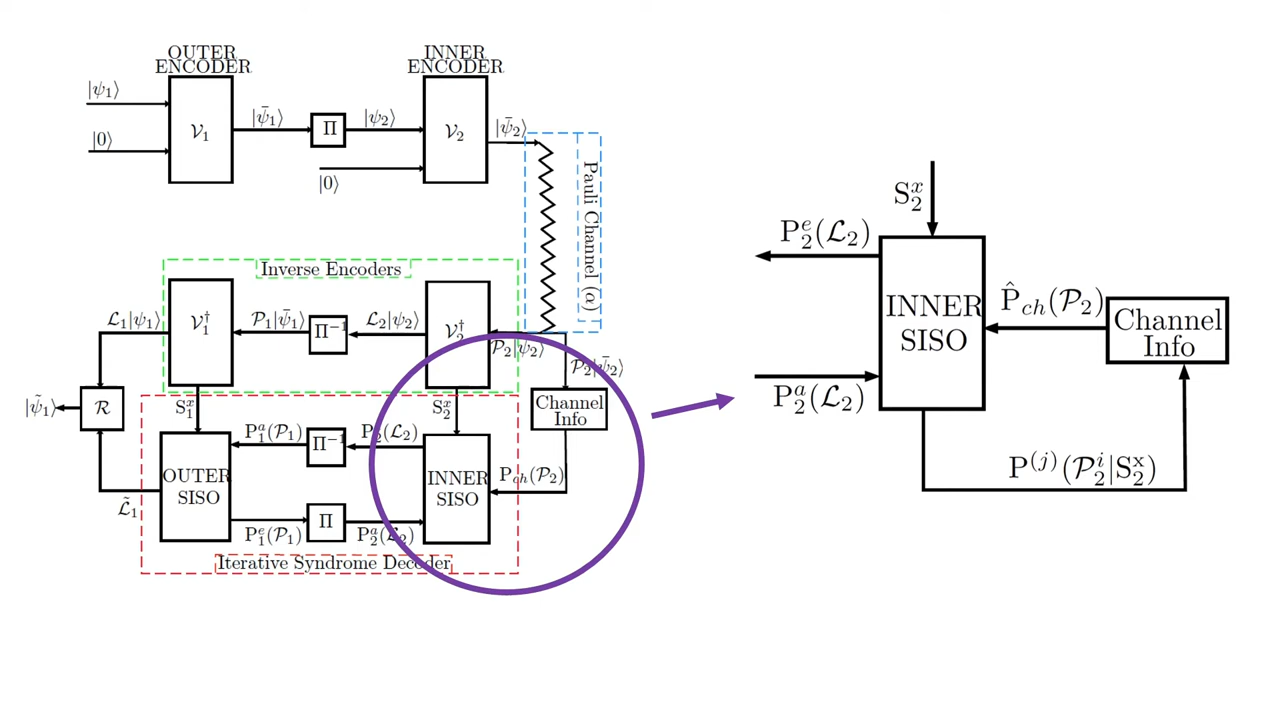 OUTER
ENCODER
INNER
ENCODER
|ψ₁⟩
|0⟩
𝒱₁
|ψ̄₁⟩
Π
|ψ₂⟩
|0⟩
𝒱₂
|ψ̄₂⟩
Pauli Channel (α)
Inverse Encoders
ℒ₁|ψ₁⟩
𝒱₁†
𝒫₁|ψ̄₁⟩
Π⁻¹
ℒ₂|ψ₂⟩
𝒱₂†
𝒫₂|ψ̄₂⟩
𝒫₂|ψ̄₂⟩
|ψ̃₁⟩
ℛ
S₁ˣ
S₂ˣ
Channel
Info
P₁ᵃ(𝒫₁)
Π⁻¹
P₂ᵉ(ℒ₂)
OUTER
SISO
INNER
SISO
P_ch(𝒫₂)
ℒ̃₁
P₁ᵉ(𝒫₁)
Π
P₂ᵃ(ℒ₂)
Iterative Syndrome Decoder
S₂ˣ
P₂ᵉ(ℒ₂)
INNER
SISO
P̂_ch(𝒫₂)
Channel
Info
P₂ᵃ(ℒ₂)
P⁽ʲ⁾(𝒫₂ⁱ|S₂ˣ)